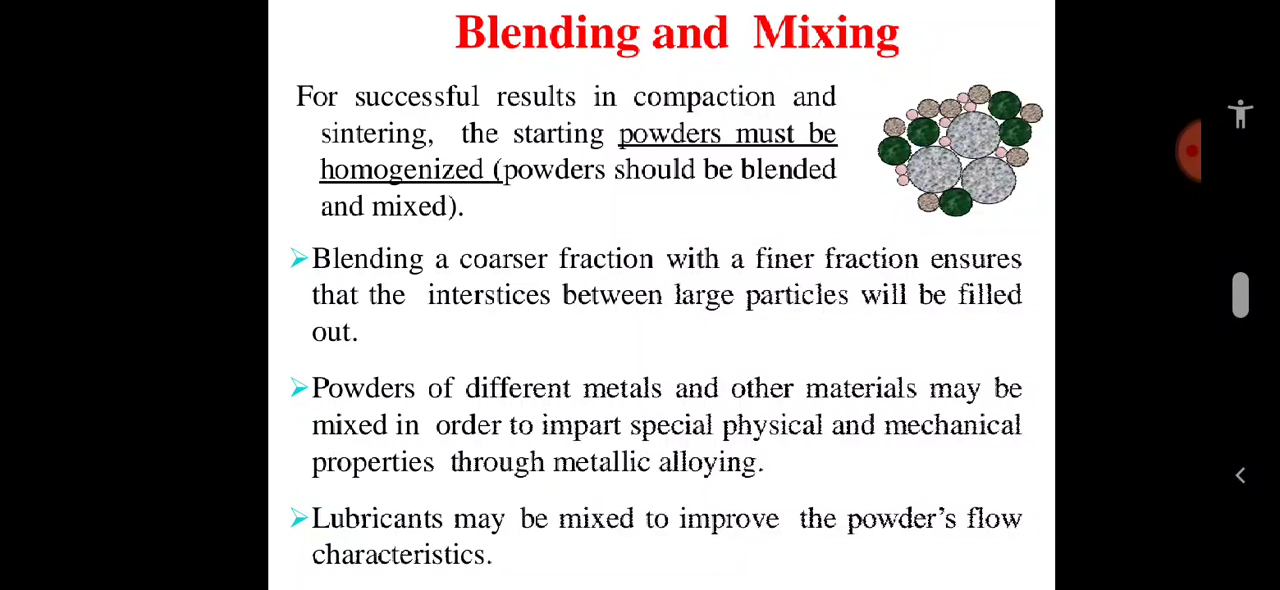 Blending and Mixing
For successful results in compaction and
sintering, the starting powders must be
homogenized (powders should be blended
and mixed).
Blending a coarser fraction with a finer fraction ensures
that the interstices between large particles will be filled
out.
Powders of different metals and other materials may be
mixed in order to impart special physical and mechanical
properties through metallic alloying.
Lubricants may be mixed to improve the powder's flow
characteristics.